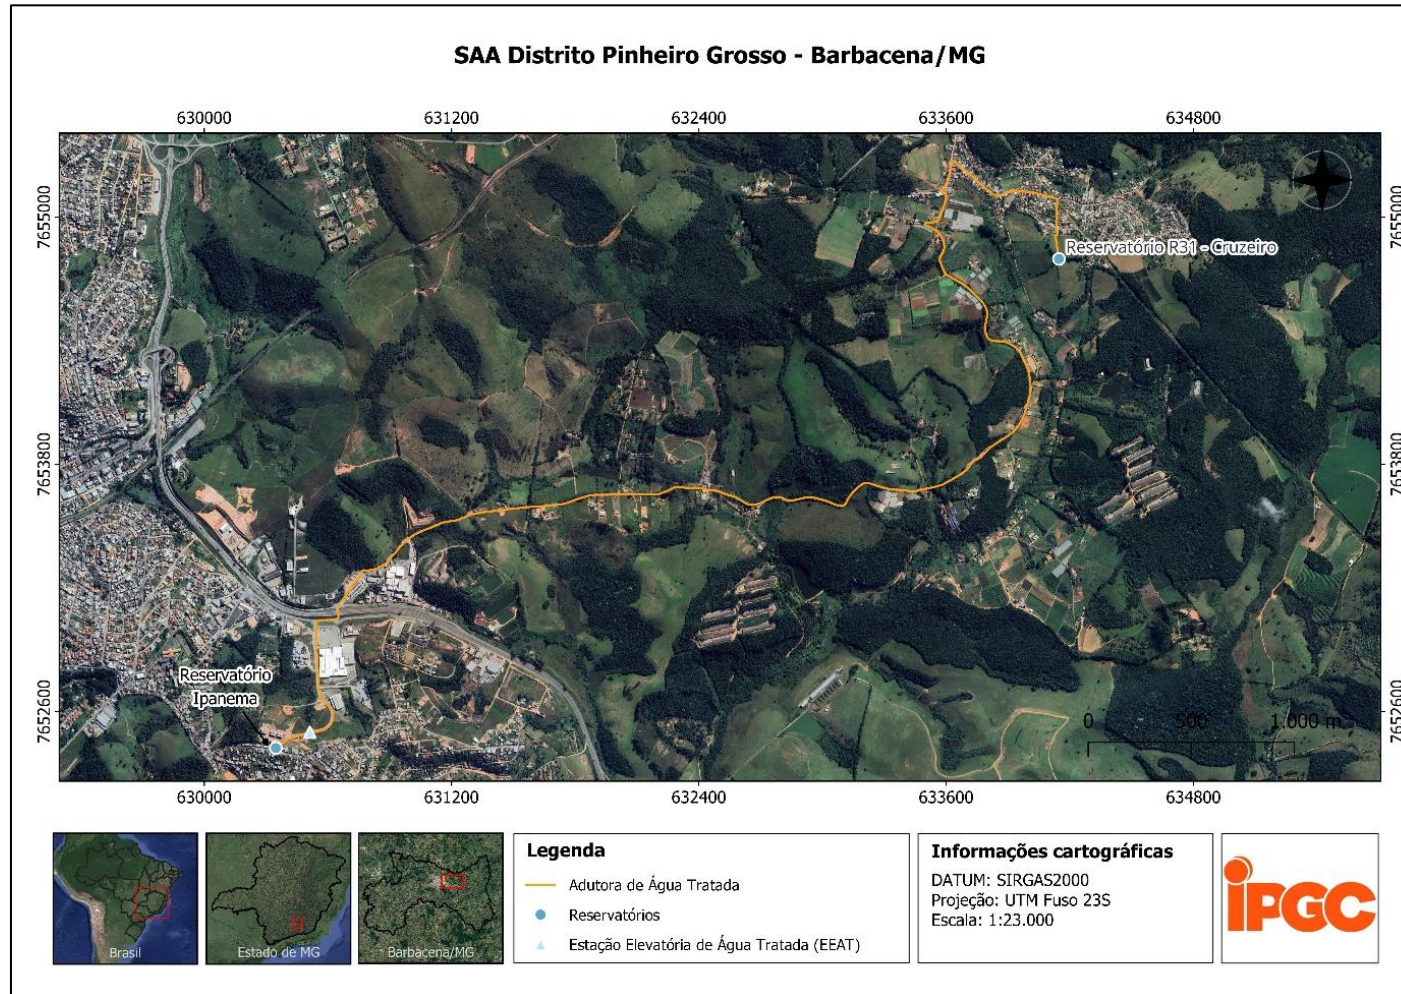 SAA Distrito Pinheiro Grosso - Barbacena/MG
630000 631200 632400 633600 634800
7655000 7655000
Reservatório R31 - Cruzeiro
7653800 7653800
Reservatório
Ipanema
7652600 7652600
0 500 1.000 m
630000 631200 632400 633600 634800
Brasil
Estado de MG
Barbacena/MG
Legenda
Adutora de Água Tratada
Reservatórios
Estação Elevatória de Água Tratada (EEAT)
Informações cartográficas
DATUM: SIRGAS2000
Projeção: UTM Fuso 23S
Escala: 1:23.000
iPGC